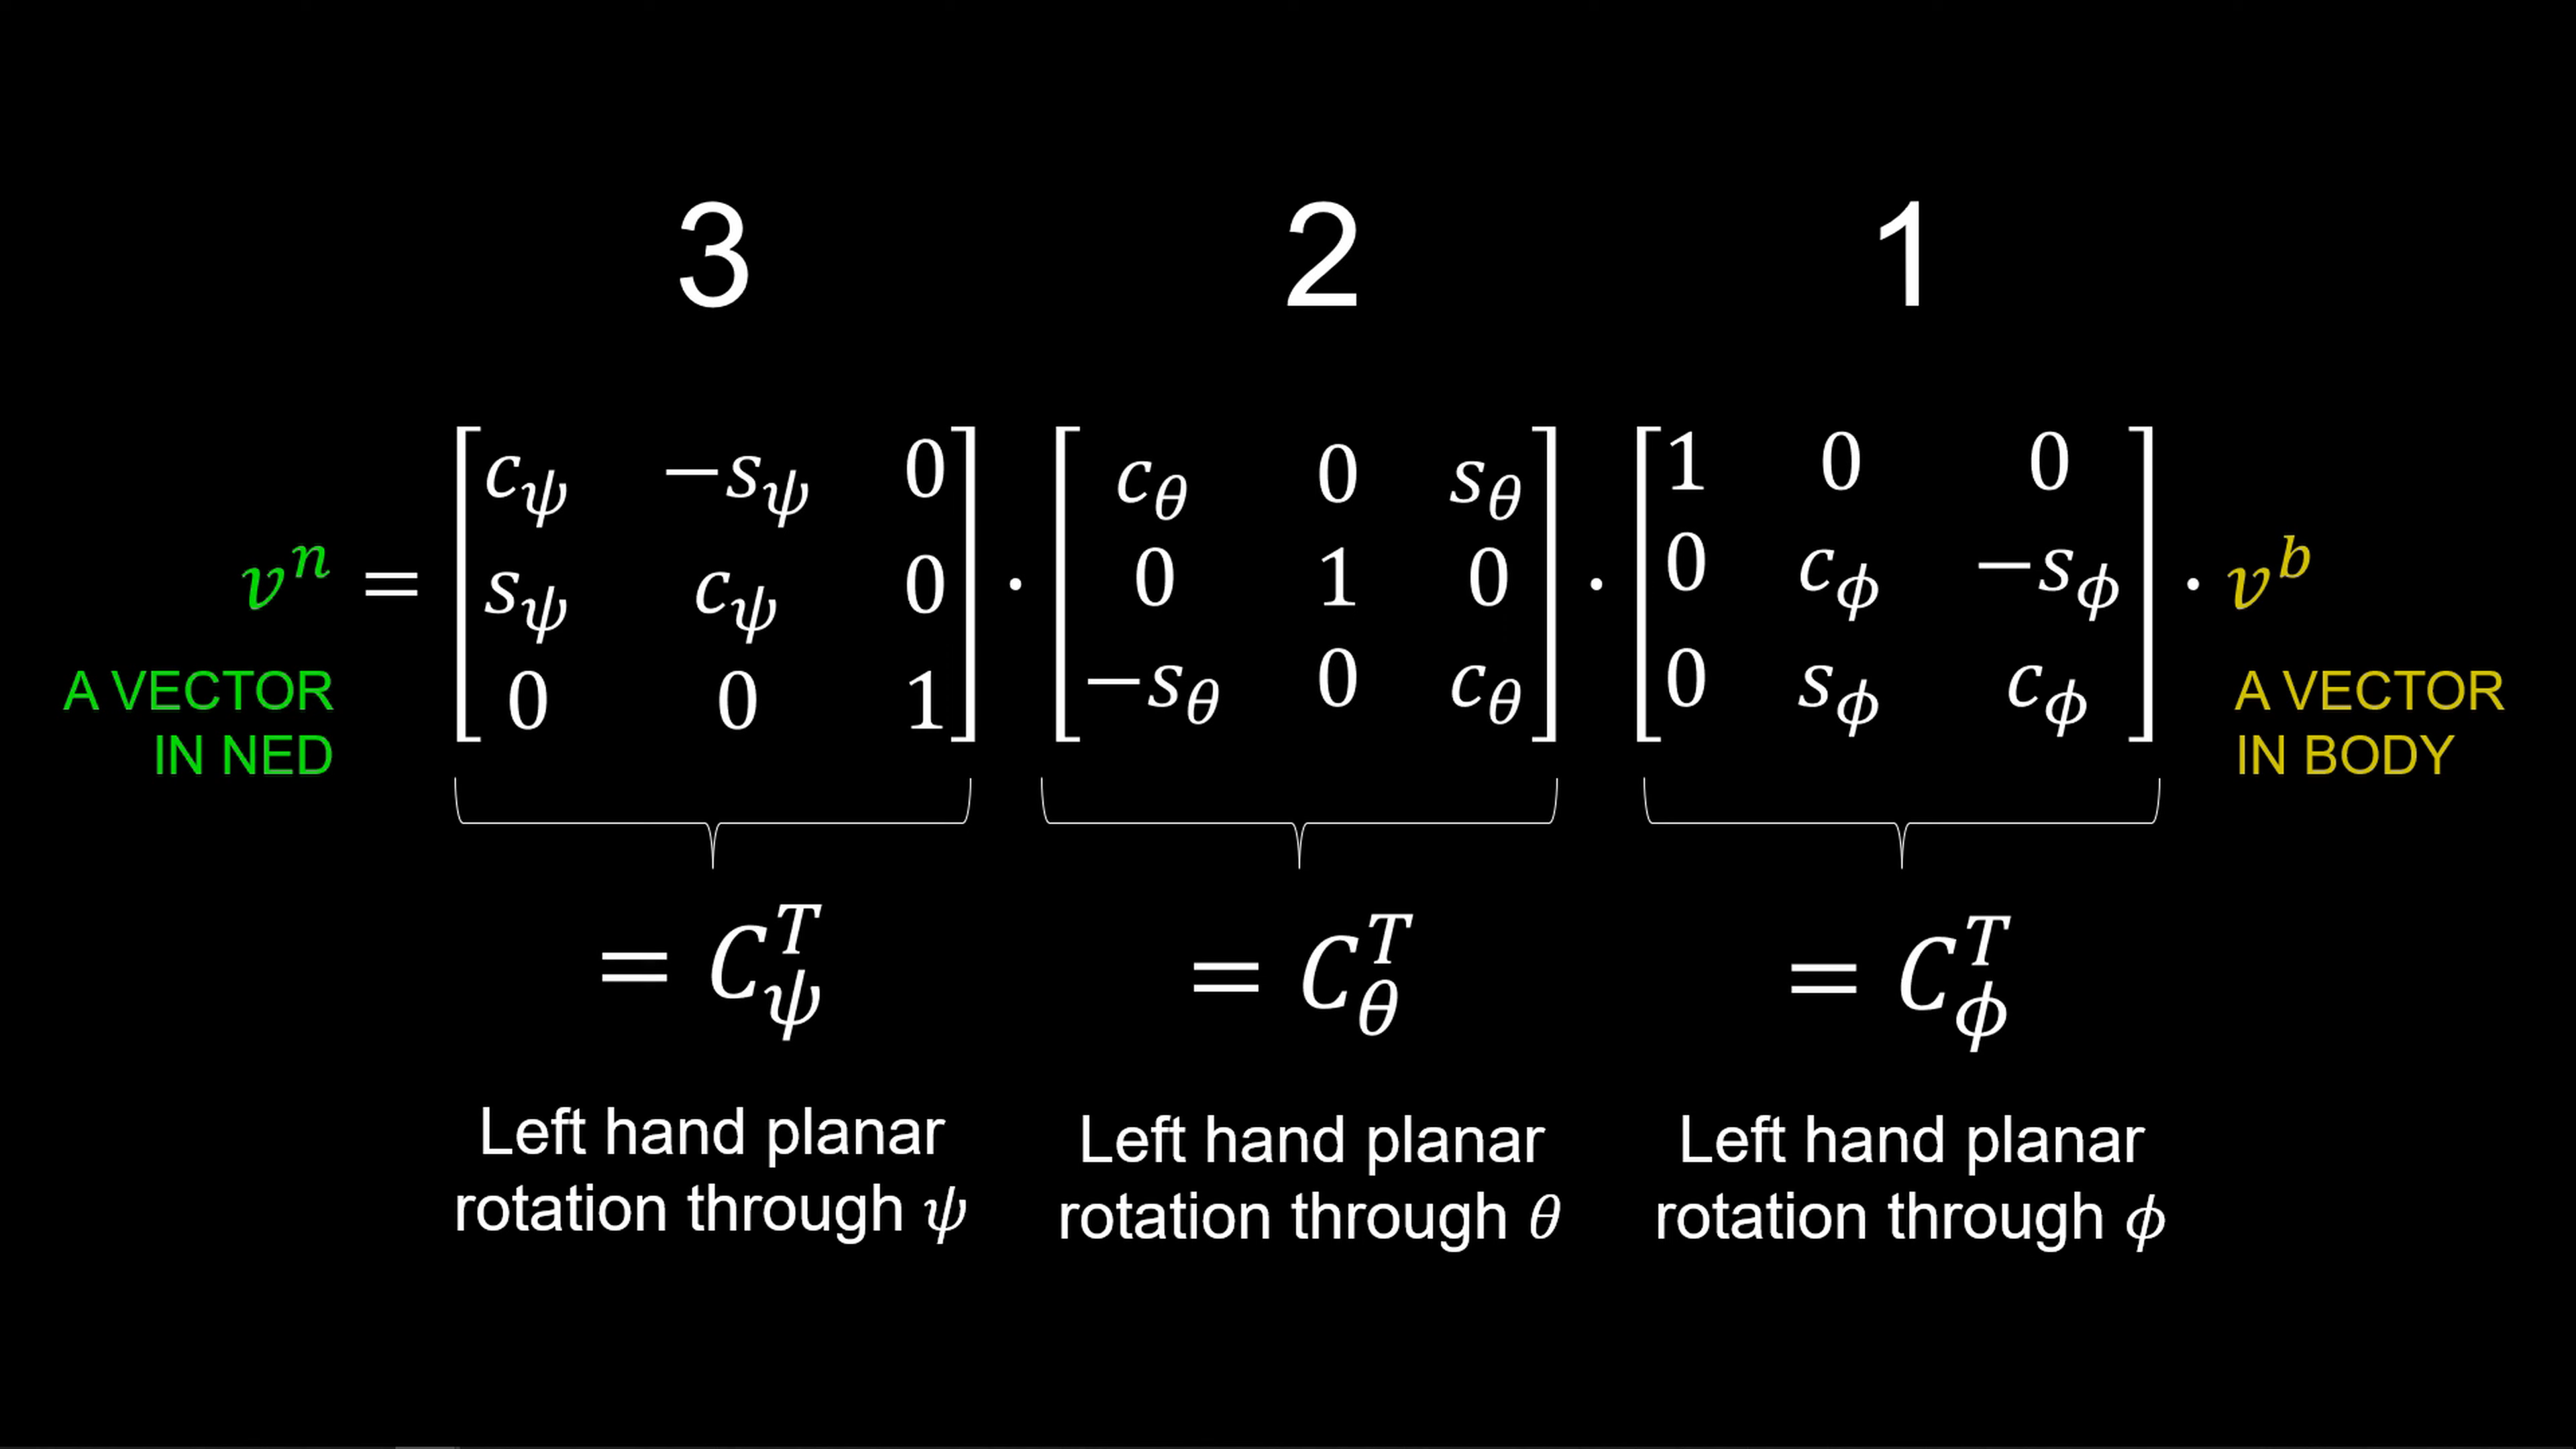 3 2 1
vⁿ = [c_ψ −s_ψ 0; s_ψ c_ψ 0; 0 0 1] · [c_θ 0 s_θ; 0 1 0; −s_θ 0 c_θ] · [1 0 0; 0 c_ϕ −s_ϕ; 0 s_ϕ c_ϕ] · v^b
A VECTOR
IN NED
A VECTOR
IN BODY
= C_ψ^T
= C_θ^T
= C_ϕ^T
Left hand planar
rotation through ψ
Left hand planar
rotation through θ
Left hand planar
rotation through ϕ